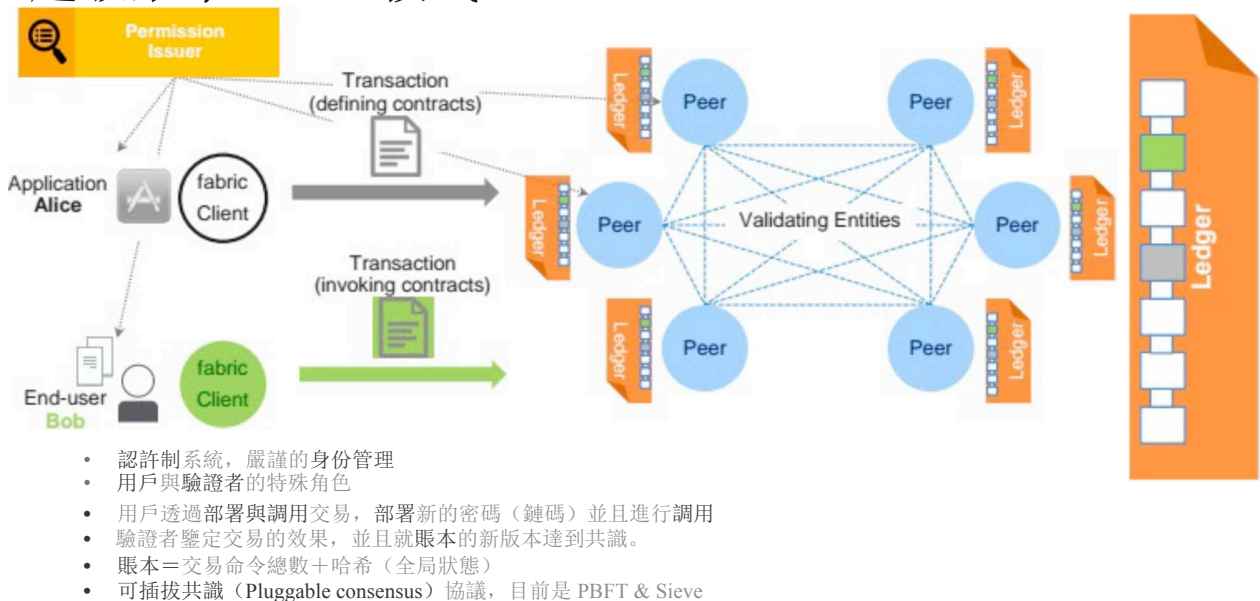 Permission
Issuer
Transaction
(defining contracts)
Application
Alice
fabric
Client
Transaction
(invoking contracts)
End-user
Bob
fabric
Client
Ledger
Peer
Peer
Ledger
Ledger
Peer
Validating Entities
Peer
Ledger
Ledger
Peer
Peer
Ledger
Ledger
• 認許制系統，嚴謹的身份管理
• 用戶與驗證者的特殊角色
• 用戶透過部署與調用交易，部署新的密碼（鏈碼）並且進行調用
• 驗證者鑒定交易的效果，並且就賬本的新版本達到共識。
• 賬本＝交易命令總數＋哈希（全局狀態）
• 可插拔共識（Pluggable consensus）協議，目前是 PBFT & Sieve